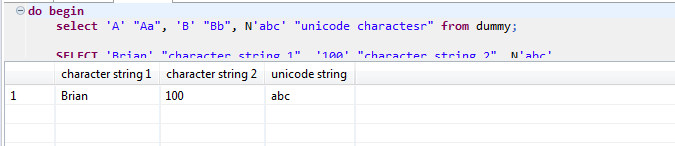 do begin
select 'A' "Aa", 'B' "Bb", N'abc' "unicode charactesr" from dummy;
SELECT 'Brian' "character string 1", '100' "character string 2", N'abc'
character string 1 character string 2 unicode string
1 Brian 100 abc